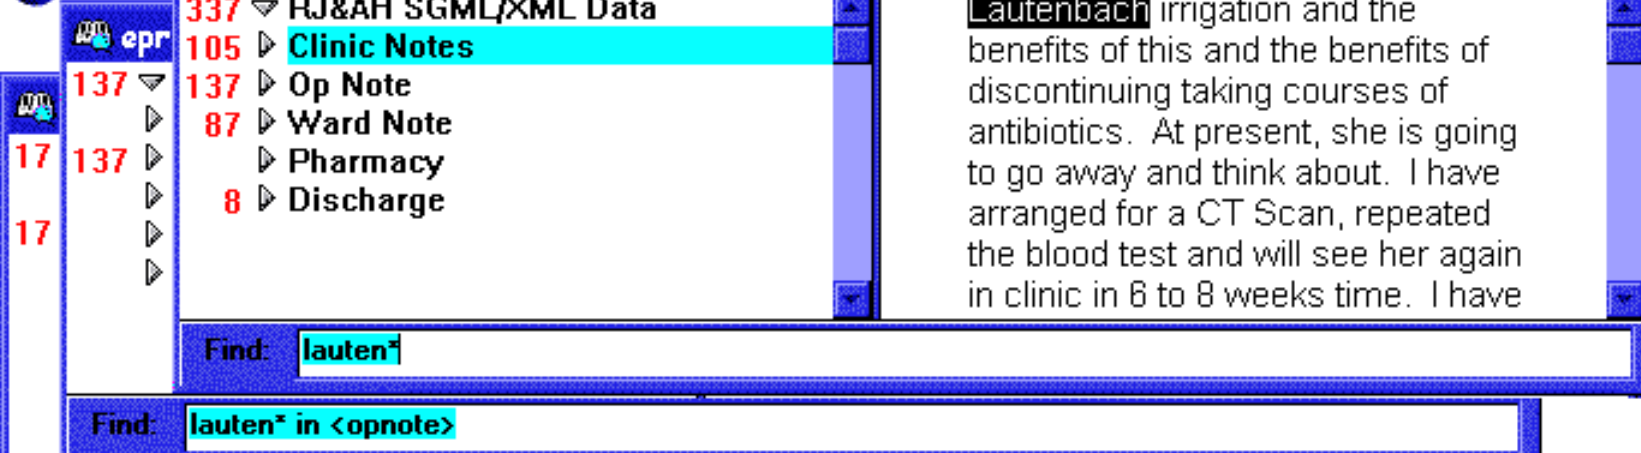 337 RJ&AH SGML/XML Data
105 Clinic Notes
137 Op Note
87 Ward Note
Pharmacy
8 Discharge
epr
137
137
17
17
Lautenbach irrigation and the
benefits of this and the benefits of
discontinuing taking courses of
antibiotics. At present, she is going
to go away and think about. I have
arranged for a CT Scan, repeated
the blood test and will see her again
in clinic in 6 to 8 weeks time. I have
Find: lauten*
Find: lauten* in <opnote>